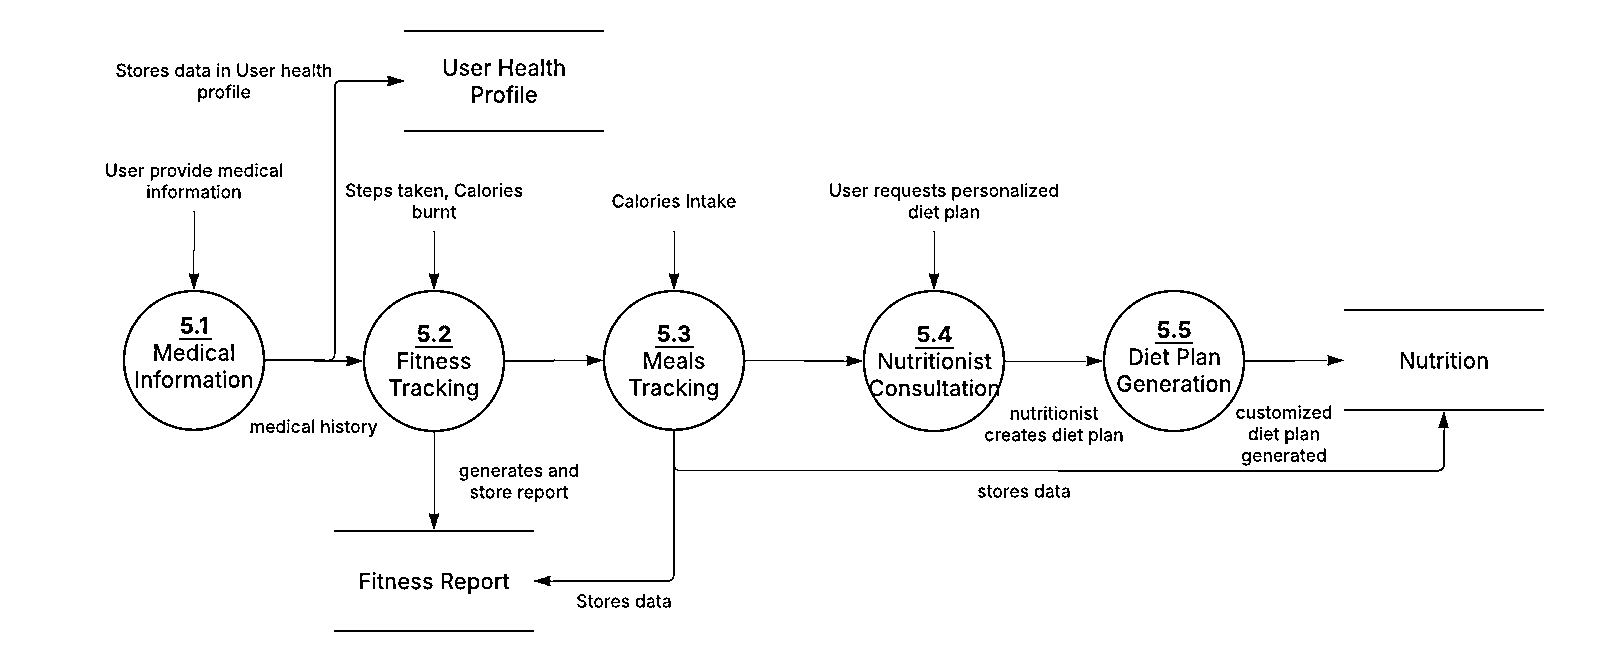 User Health
Profile
Stores data in User health
profile
User provide medical
information
Steps taken, Calories
burnt
Calories Intake
User requests personalized
diet plan
5.1
Medical
Information
5.2
Fitness
Tracking
5.3
Meals
Tracking
5.4
Nutritionist
Consultation
5.5
Diet Plan
Generation
Nutrition
medical history
nutritionist
creates diet plan
customized
diet plan
generated
generates and
store report
stores data
Fitness Report
Stores data